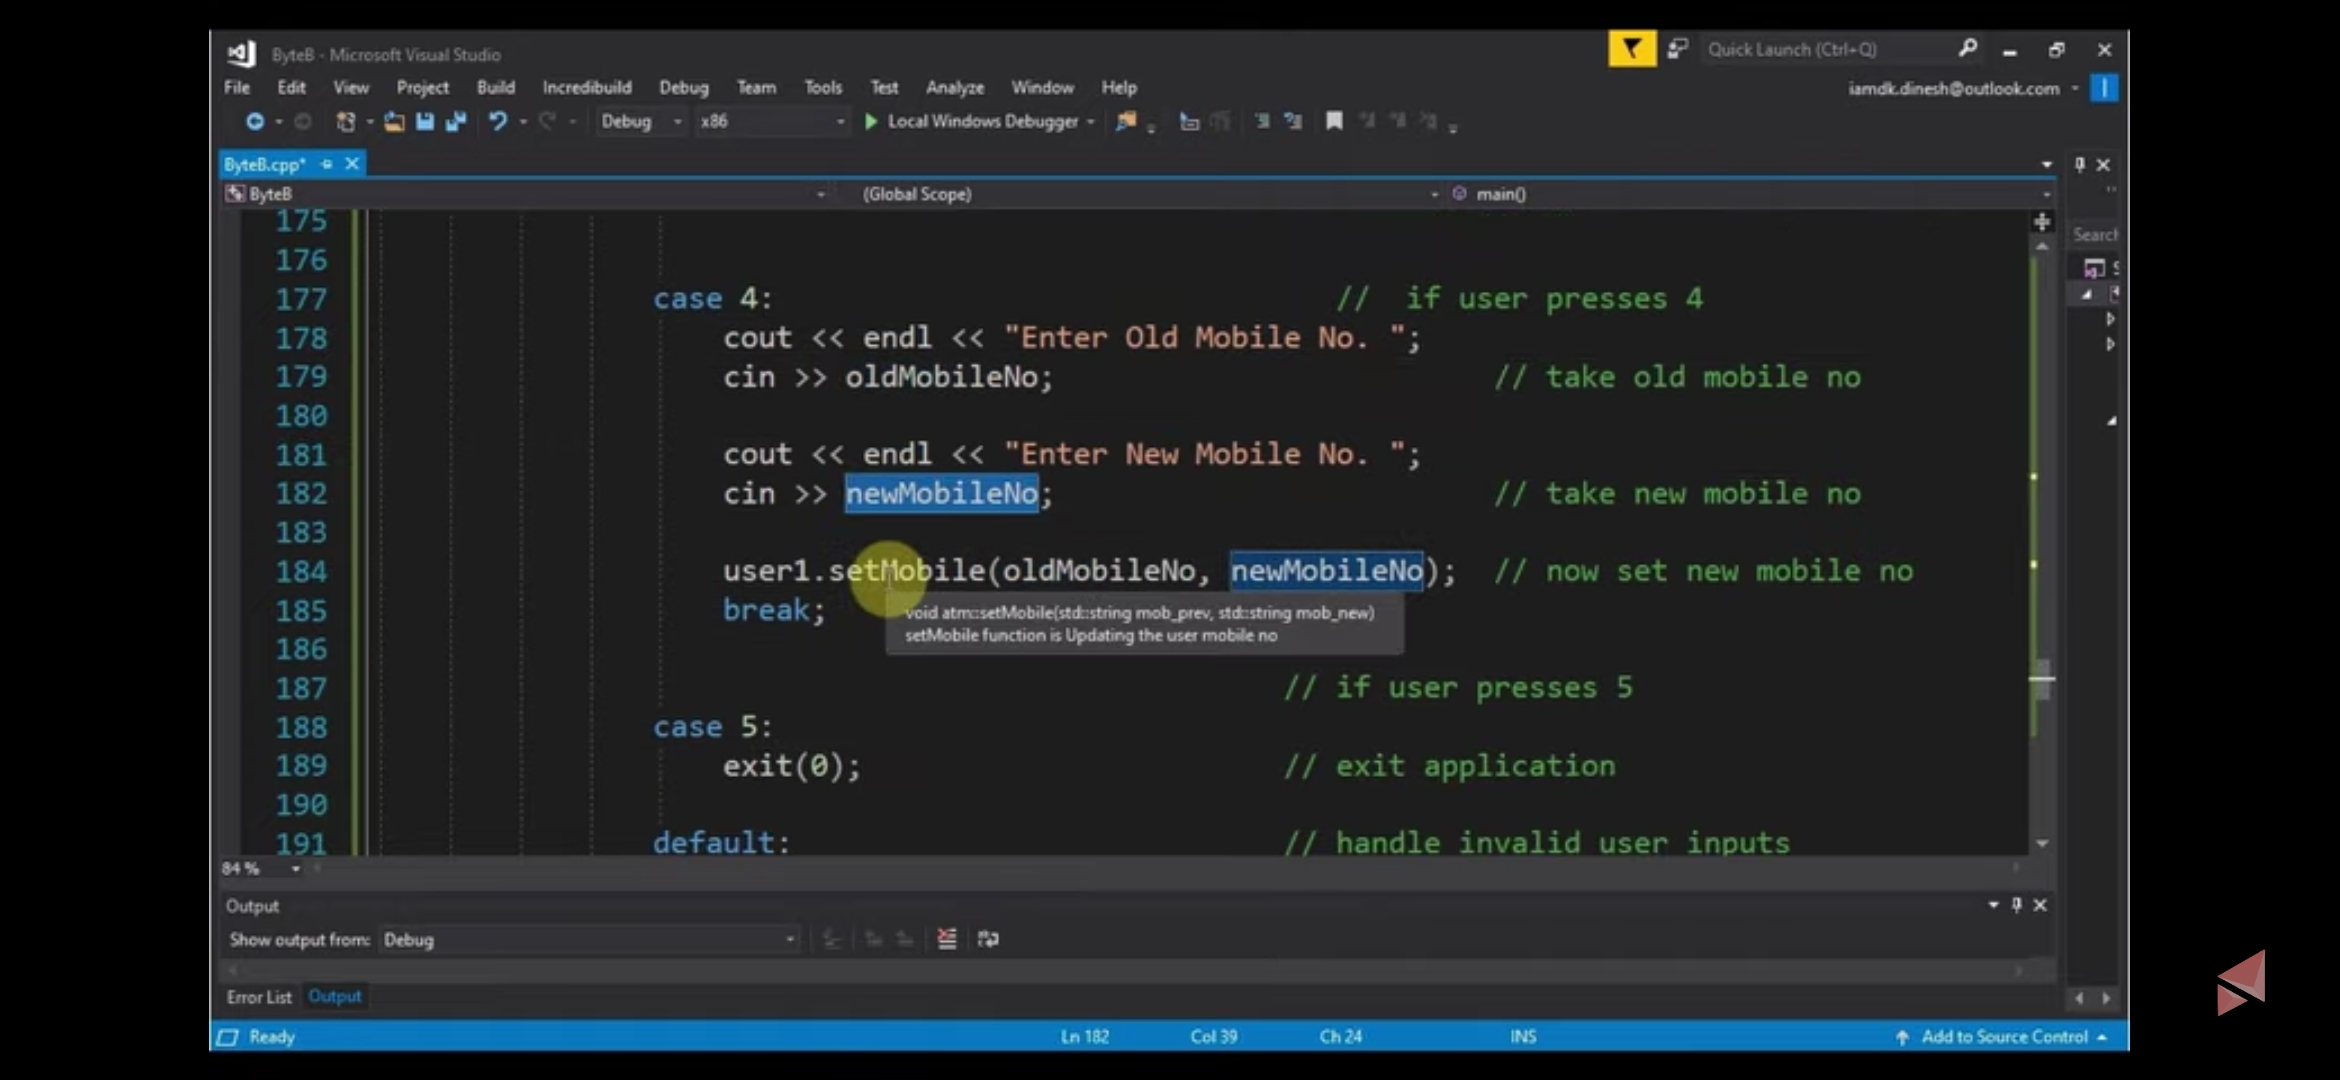 ByteB - Microsoft Visual Studio
Quick Launch (Ctrl+Q)
File Edit View Project Build Incredibuild Debug Team Tools Test Analyze Window Help
iamdk.dinesh@outlook.com
Debug x86 Local Windows Debugger
ByteB.cpp*
ByteB (Global Scope) main()
175
176
177 case 4: // if user presses 4
178 cout << endl << "Enter Old Mobile No. ";
179 cin >> oldMobileNo; // take old mobile no
180
181 cout << endl << "Enter New Mobile No. ";
182 cin >> newMobileNo; // take new mobile no
183
184 user1.setMobile(oldMobileNo, newMobileNo); // now set new mobile no
185 break;
void atm::setMobile(std::string mob_prev, std::string mob_new)
setMobile function is Updating the user mobile no
186
187 // if user presses 5
188 case 5:
189 exit(0); // exit application
190
191 default: // handle invalid user inputs
Search
84 %
Output
Show output from: Debug
Error List Output
Ready Ln 182 Col 39 Ch 24 INS Add to Source Control